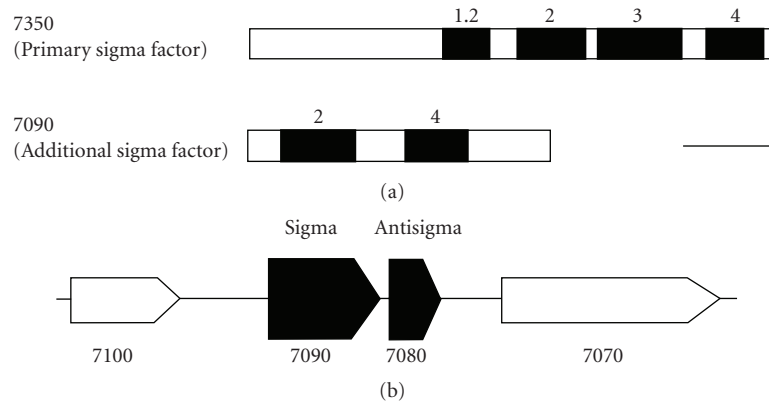 1.2 2 3 4
7350
(Primary sigma factor)
2 4
7090
(Additional sigma factor)
(a)
Sigma Antisigma
7100 7090 7080 7070
(b)